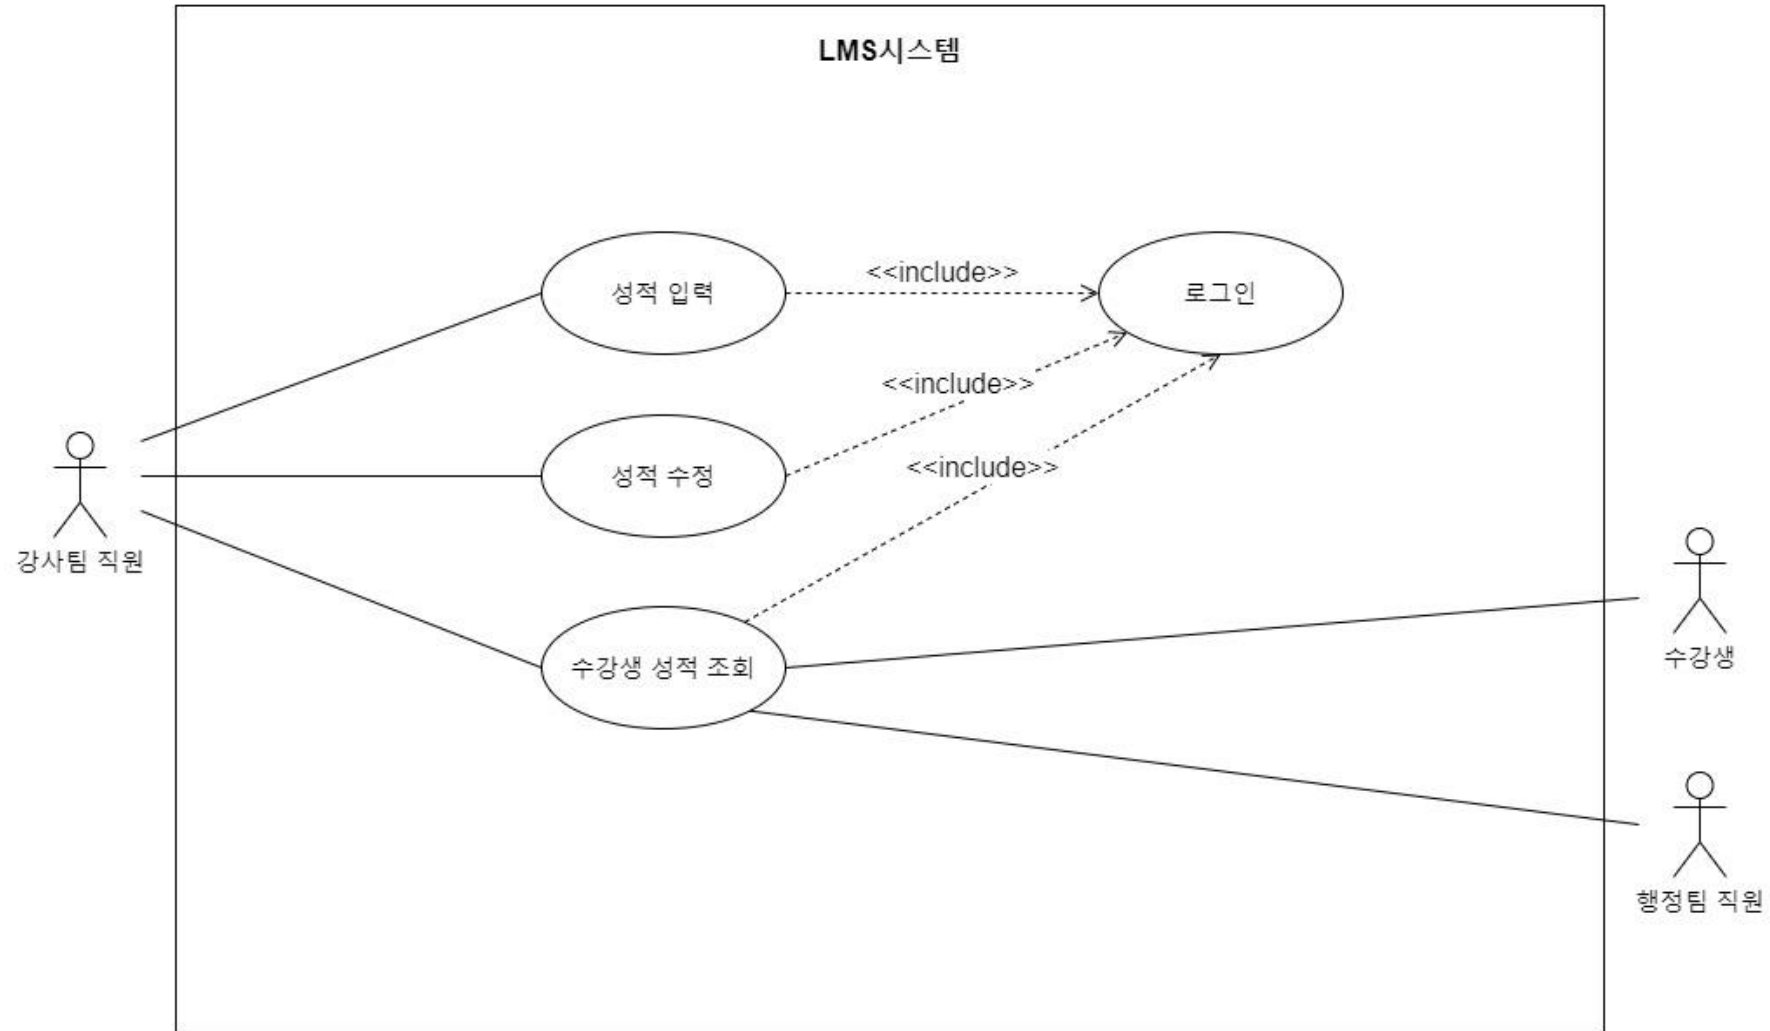 LMS시스템
성적 입력
<<include>>
로그인
<<include>>
성적 수정
<<include>>
강사팀 직원
수강생 성적 조회
수강생
행정팀 직원